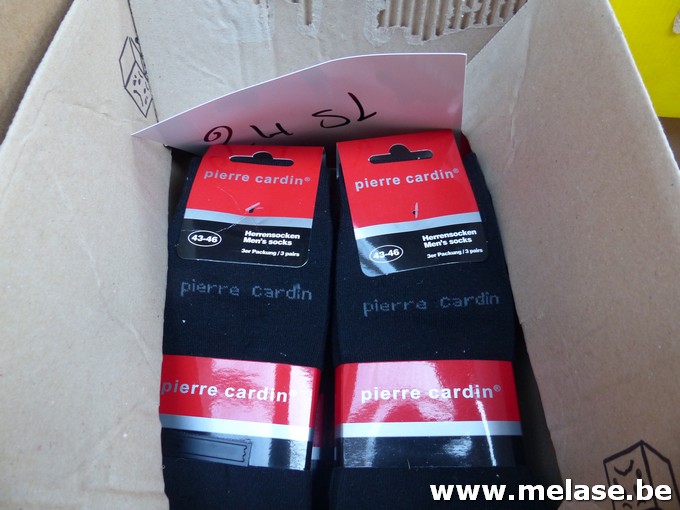 pierre cardin®
43-46
Herrensocken
Men's socks
3er Packung / 3 pairs
pierre cardin
pierre cardin®
pierre cardin®
43-46
Herrensocken
Men's socks
3er Packung / 3 pairs
pierre cardin
pierre cardin®
www.melase.be